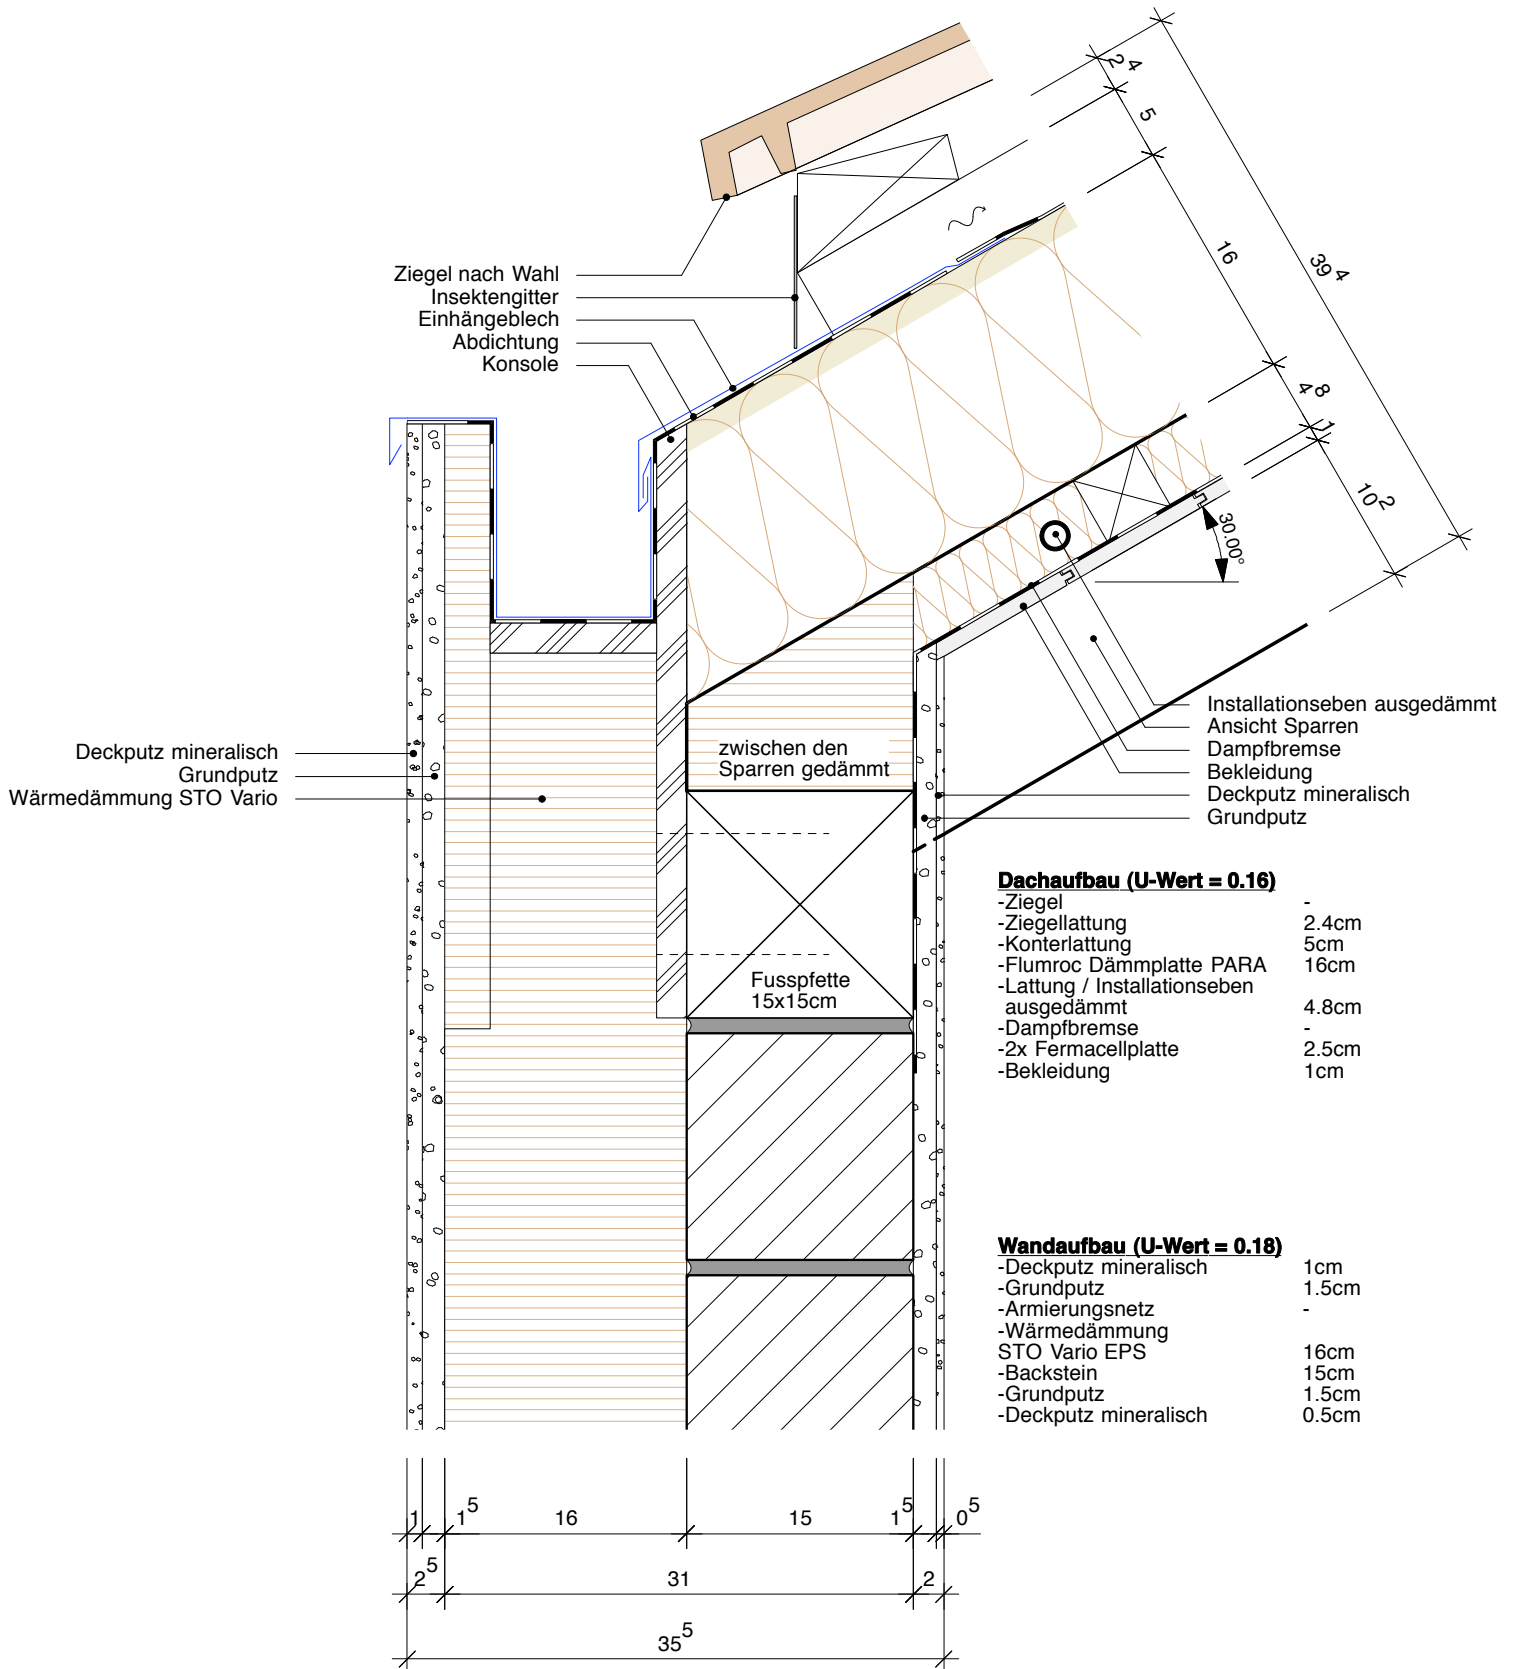 2 4
5
16
39 4
4 8
1
10 2
30.00°
Ziegel nach Wahl
Insektengitter
Einhängeblech
Abdichtung
Konsole
Deckputz mineralisch
Grundputz
Wärmedämmung STO Vario
zwischen den
Sparren gedämmt
Fusspfette
15x15cm
Installationseben ausgedämmt
Ansicht Sparren
Dampfbremse
Bekleidung
Deckputz mineralisch
Grundputz
Dachaufbau (U-Wert = 0.16)
-Ziegel -
-Ziegellattung 2.4cm
-Konterlattung 5cm
-Flumroc Dämmplatte PARA 16cm
-Lattung / Installationseben
ausgedämmt 4.8cm
-Dampfbremse -
-2x Fermacellplatte 2.5cm
-Bekleidung 1cm
Wandaufbau (U-Wert = 0.18)
-Deckputz mineralisch 1cm
-Grundputz 1.5cm
-Armierungsnetz -
-Wärmedämmung
STO Vario EPS 16cm
-Backstein 15cm
-Grundputz 1.5cm
-Deckputz mineralisch 0.5cm
1 1 5 16 15 1 5 0 5
2 5 31 2
35 5